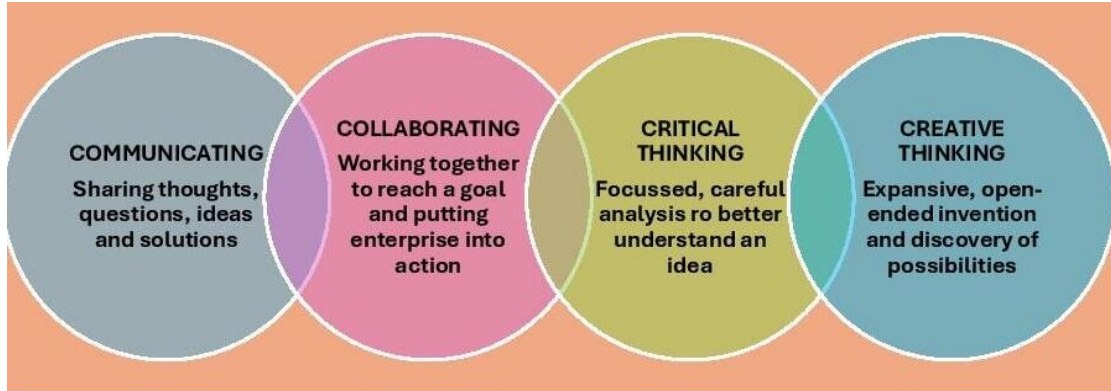 COMMUNICATING
Sharing thoughts,
questions, ideas
and solutions
COLLABORATING
Working together
to reach a goal
and putting
enterprise into
action
CRITICAL
THINKING
Focussed, careful
analysis ro better
understand an
idea
CREATIVE
THINKING
Expansive, open-
ended invention
and discovery of
possibilities